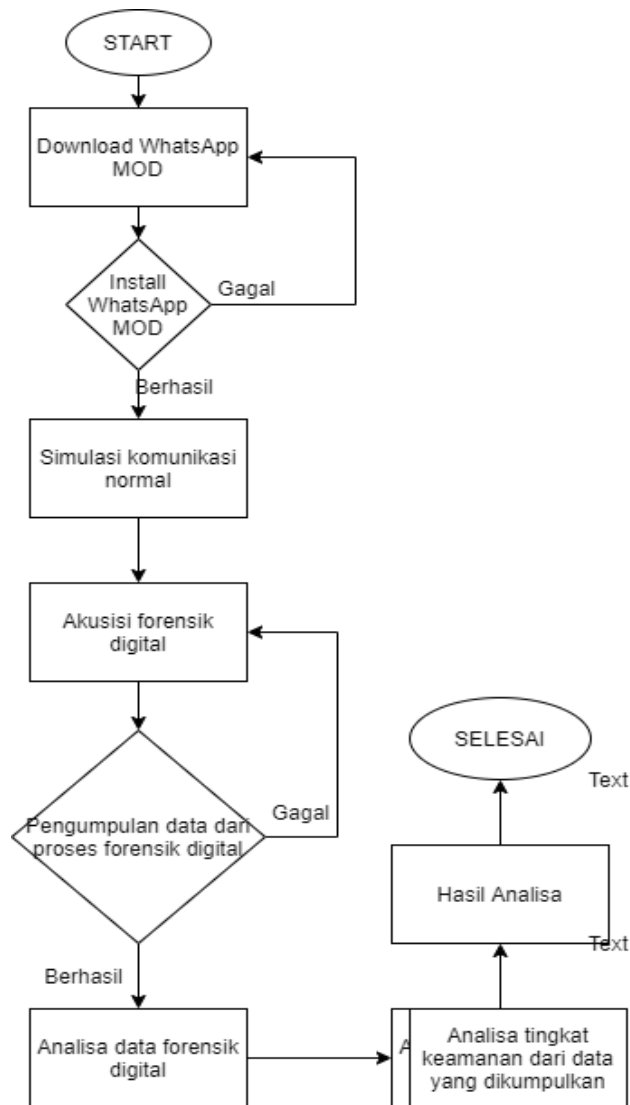 START
Download WhatsApp
MOD
Install
WhatsApp
MOD
Gagal
Berhasil
Simulasi komunikasi
normal
Akusisi forensik
digital
Pengumpulan data dari
proses forensik digital
Gagal
Berhasil
Analisa data forensik
digital
A
Analisa tingkat
keamanan dari data
yang dikumpulkan
Text
Hasil Analisa
Text
SELESAI